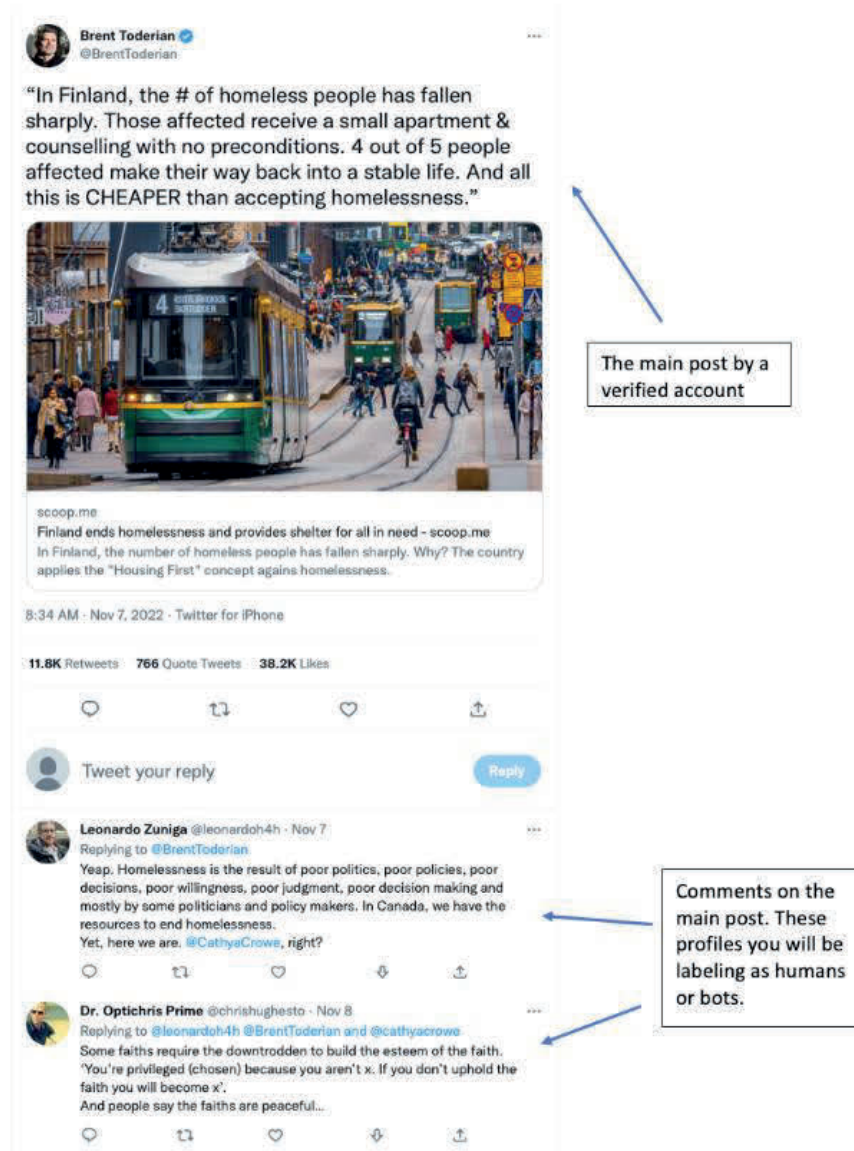 Brent Toderian
@BrentToderian
“In Finland, the # of homeless people has fallen
sharply. Those affected receive a small apartment &
counselling with no preconditions. 4 out of 5 people
affected make their way back into a stable life. And all
this is CHEAPER than accepting homelessness.”
4
scoop.me
Finland ends homelessness and provides shelter for all in need - scoop.me
In Finland, the number of homeless people has fallen sharply. Why? The country
applies the "Housing First" concept agains homelessness.
8:34 AM · Nov 7, 2022 · Twitter for iPhone
11.8K Retweets 766 Quote Tweets 38.2K Likes
Tweet your reply
Reply
Leonardo Zuniga @leonardoh4h · Nov 7
Replying to @BrentToderian
Yeap. Homelessness is the result of poor politics, poor policies, poor
decisions, poor willingness, poor judgment, poor decision making and
mostly by some politicians and policy makers. In Canada, we have the
resources to end homelessness.
Yet, here we are. @CathyaCrowe, right?
Dr. Optichris Prime @chrishughesto · Nov 8
Replying to @leonardoh4h @BrentToderian and @cathyacrowe
Some faiths require the downtrodden to build the esteem of the faith.
'You're privileged (chosen) because you aren't x. If you don't uphold the
faith you will become x'.
And people say the faiths are peaceful...
The main post by a
verified account
Comments on the
main post. These
profiles you will be
labeling as humans
or bots.